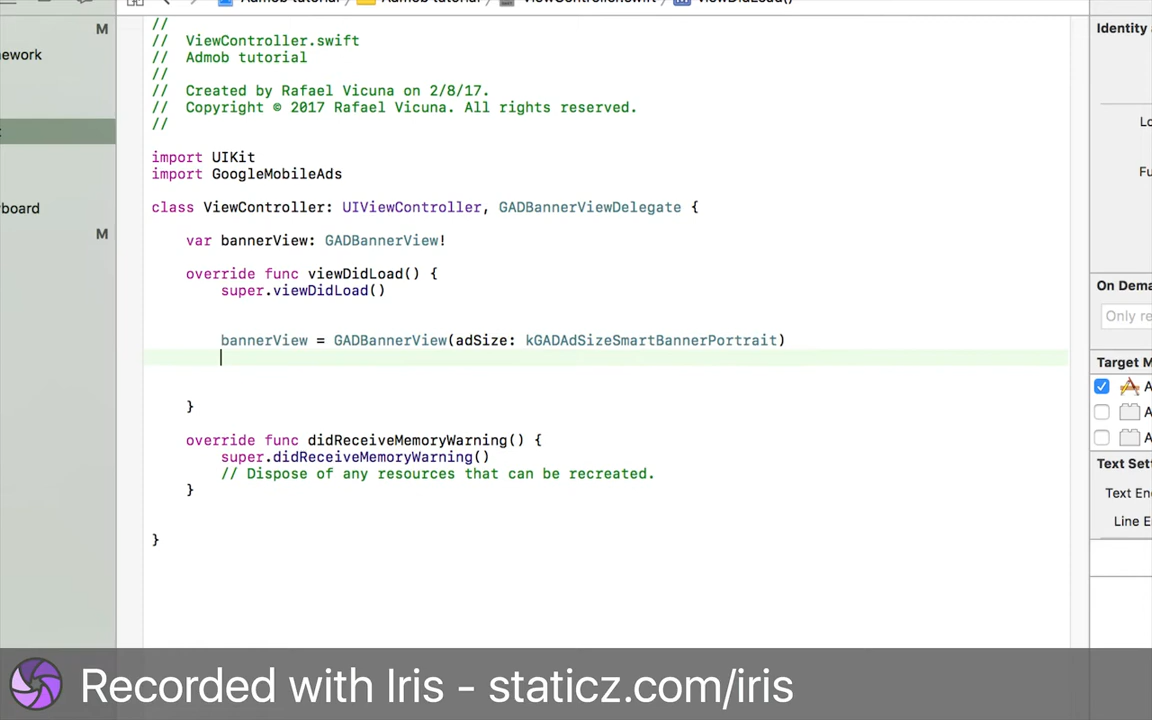 //
M
// ViewController.swift
ework
// Admob tutorial
//
// Created by Rafael Vicuna on 2/8/17.
// Copyright © 2017 Rafael Vicuna. All rights reserved.
//
import UIKit
import GoogleMobileAds
class ViewController: UIViewController, GADBannerViewDelegate {
board
M
var bannerView: GADBannerView!
override func viewDidLoad() {
super.viewDidLoad()
bannerView = GADBannerView(adSize: kGADAdSizeSmartBannerPortrait)
}
override func didReceiveMemoryWarning() {
super.didReceiveMemoryWarning()
// Dispose of any resources that can be recreated.
}
}
Identity
Lo
Fu
On Dema
Only re
Target M
A
A
A
Text Set
Text En
Line E
Recorded with Iris - staticz.com/iris